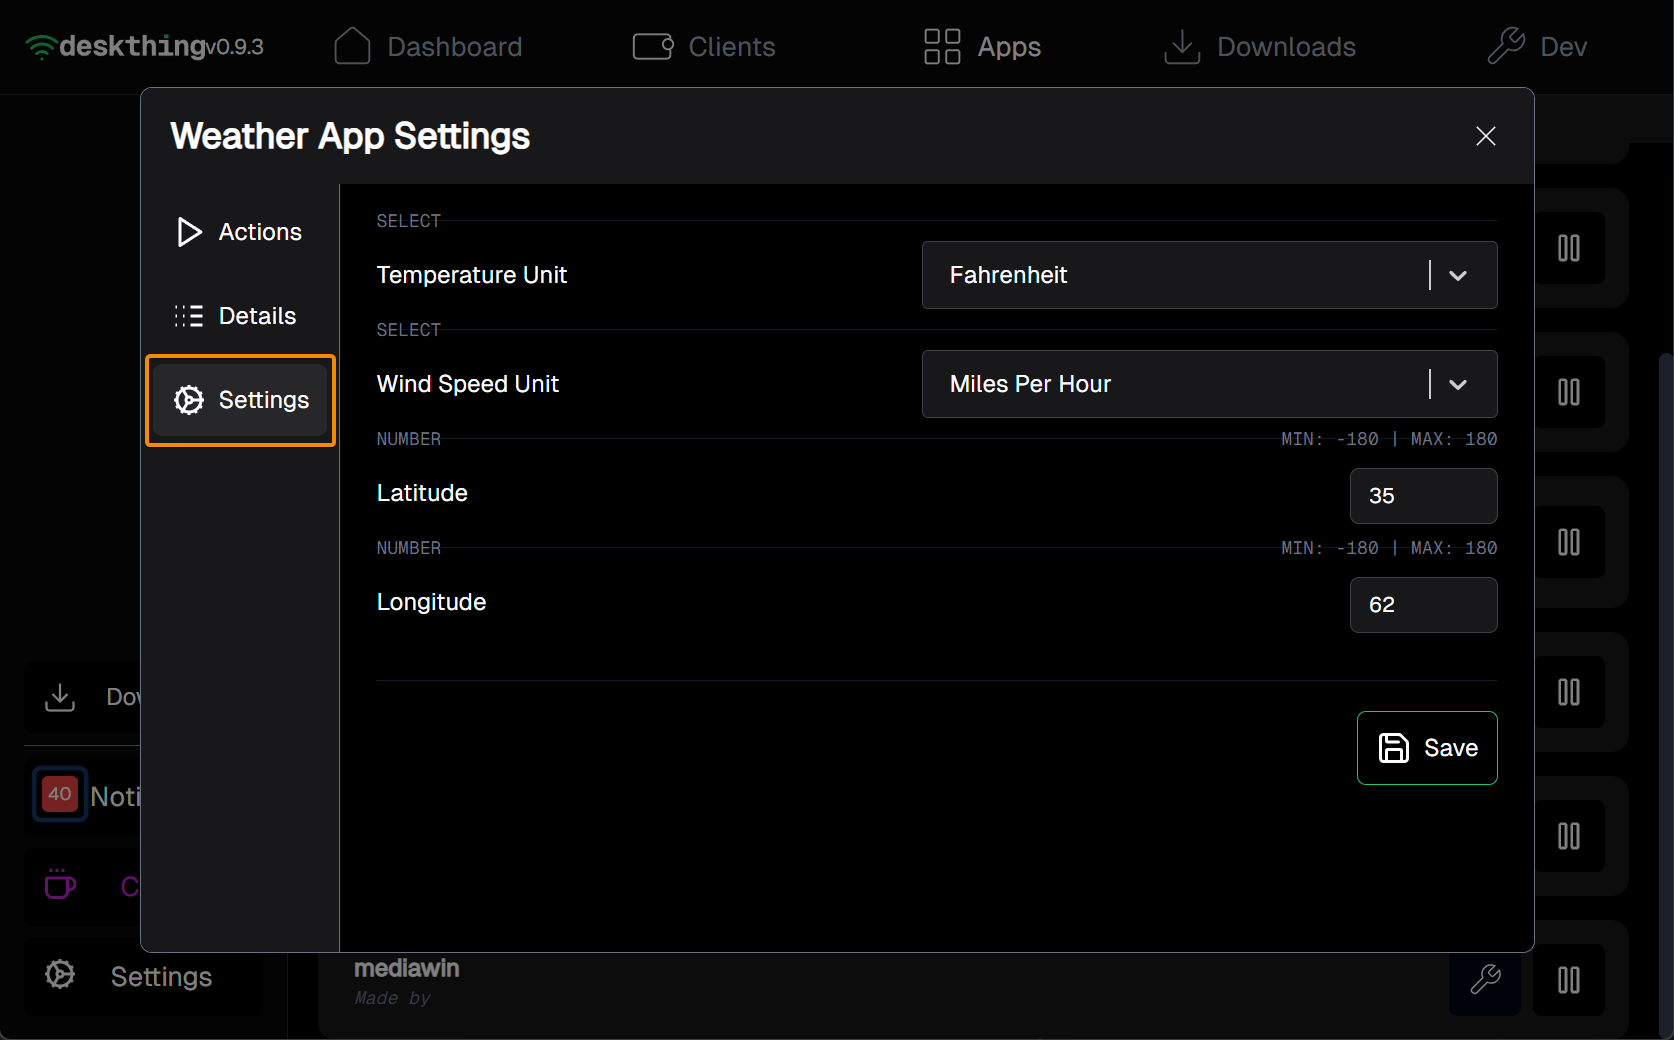 deskthing v0.9.3
Dashboard
Clients
Apps
Downloads
Dev
Weather App Settings
Actions
Details
Settings
SELECT
Temperature Unit
Fahrenheit
SELECT
Wind Speed Unit
Miles Per Hour
NUMBER
MIN: -180 | MAX: 180
Latitude
35
NUMBER
MIN: -180 | MAX: 180
Longitude
62
Save
Dov
40
Noti
C
Settings
mediawin
Made by